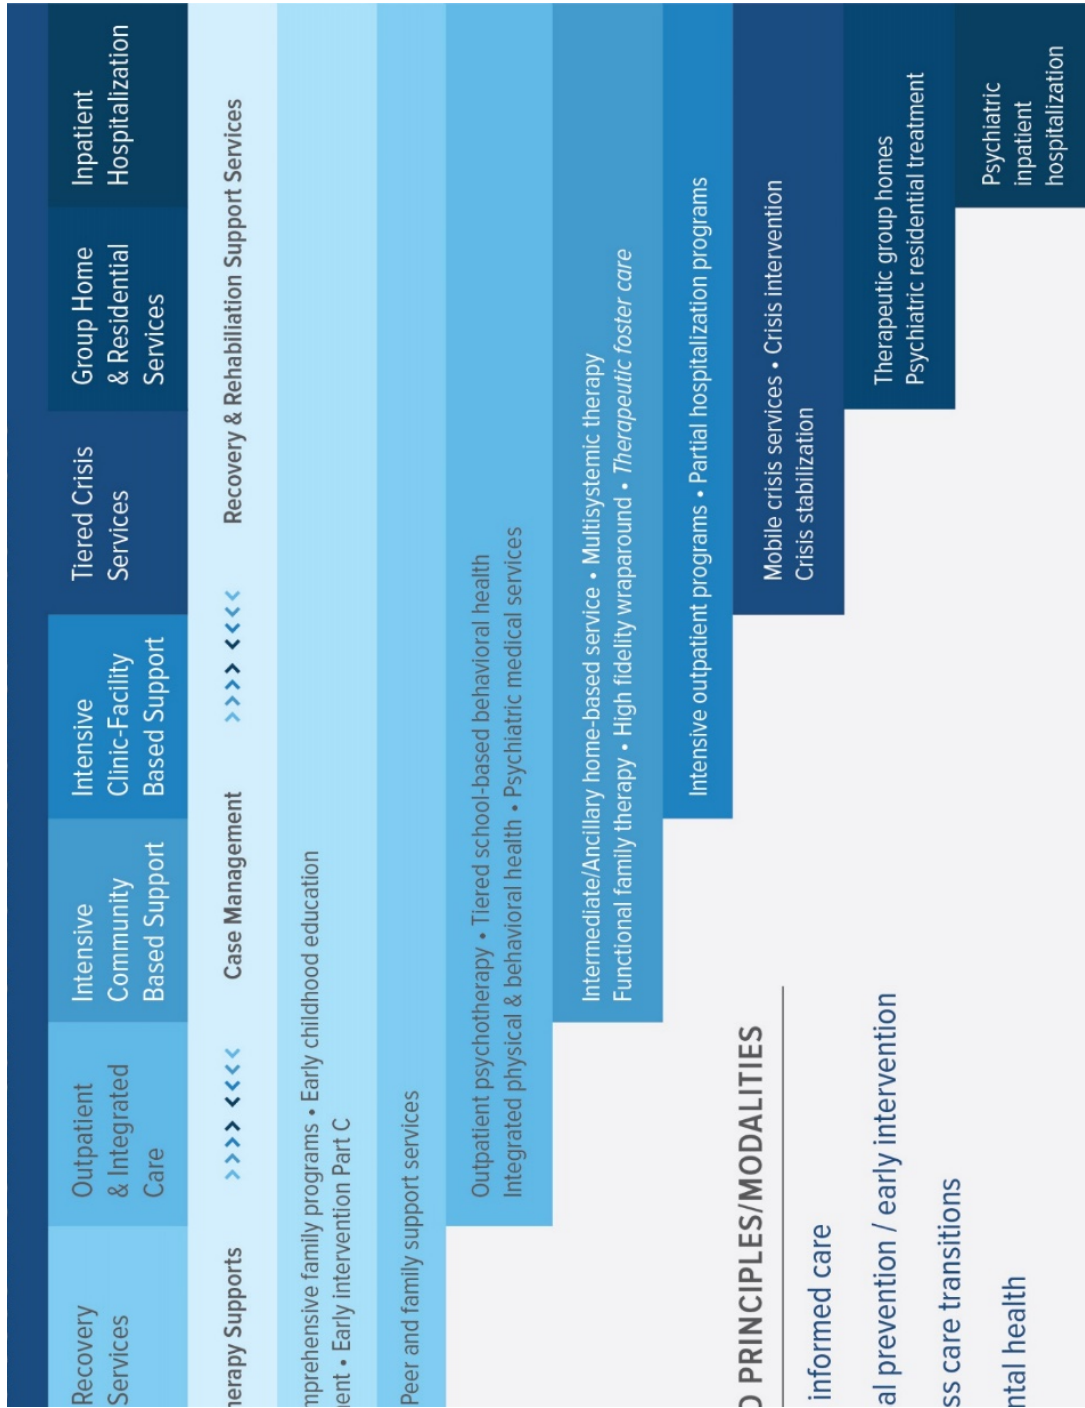 Recovery
Services
Outpatient
& Integrated
Care
Intensive
Community
Based Support
Intensive
Clinic-Facility
Based Support
Tiered Crisis
Services
Group Home
& Residential
Services
Inpatient
Hospitalization
herapy Supports >>>> <<<< Case Management >>>> <<<< Recovery & Rehabiliation Support Services
mprehensive family programs • Early childhood education
ent • Early intervention Part C
Peer and family support services
Outpatient psychotherapy • Tiered school-based behavioral health
Integrated physical & behavioral health • Psychiatric medical services
Intermediate/Ancillary home-based service • Multisystemic therapy
Functional family therapy • High fidelity wraparound • Therapeutic foster care
Intensive outpatient programs • Partial hospitalization programs
Mobile crisis services • Crisis intervention
Crisis stabilization
Therapeutic group homes
Psychiatric residential treatment
Psychiatric
inpatient
hospitalization
PRINCIPLES/MODALITIES
informed care
al prevention / early intervention
ss care transitions
ntal health